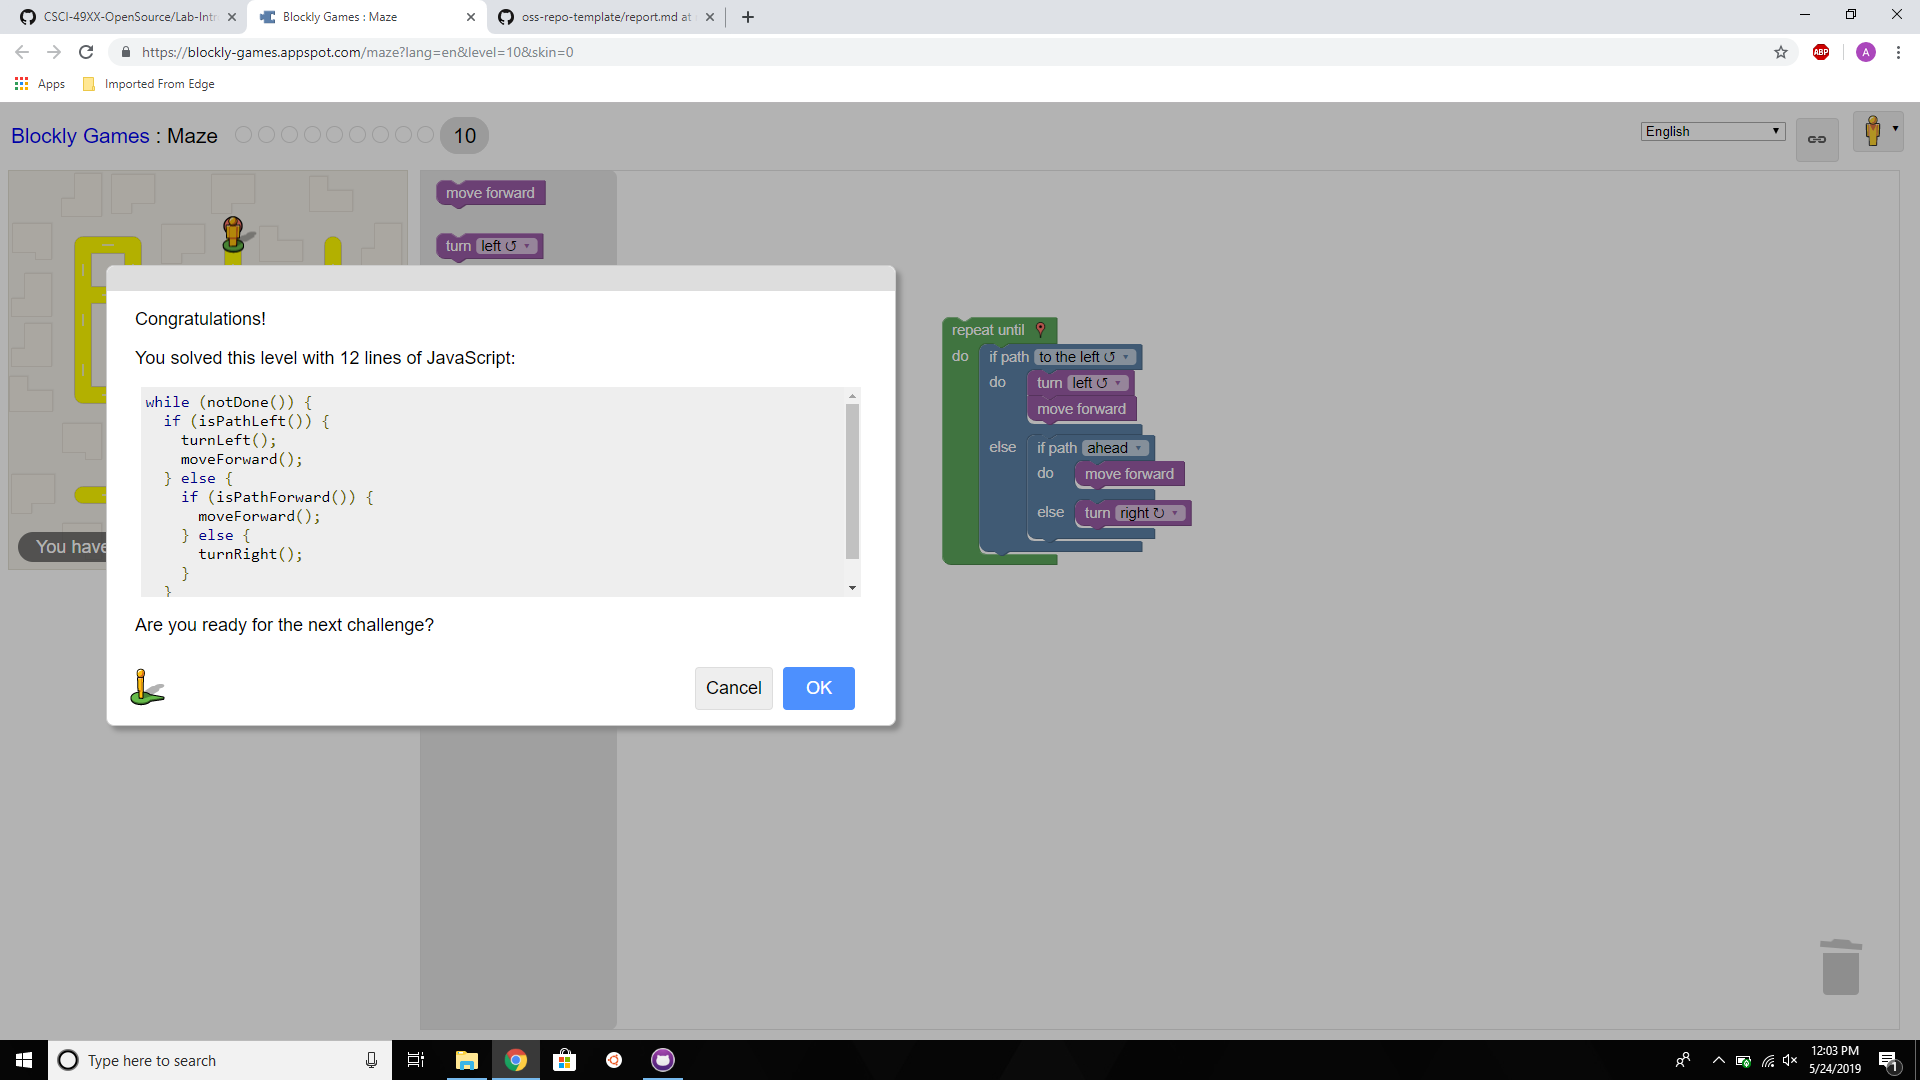 CSCI-49XX-OpenSource/Lab-Intr
Blockly Games : Maze
oss-repo-template/report.md at
https://blockly-games.appspot.com/maze?lang=en&level=10&skin=0
ABP
A
Apps
Imported From Edge
Blockly Games : Maze
10
English
move forward
turn left ↺
You have
Congratulations!
You solved this level with 12 lines of JavaScript:
while (notDone()) {
  if (isPathLeft()) {
    turnLeft();
    moveForward();
  } else {
    if (isPathForward()) {
      moveForward();
    } else {
      turnRight();
    }
  }
Are you ready for the next challenge?
Cancel
OK
repeat until
do
if path to the left ↺
do
turn left ↺
move forward
else
if path ahead
do
move forward
else
turn right ↻
Type here to search
12:03 PM
5/24/2019
1